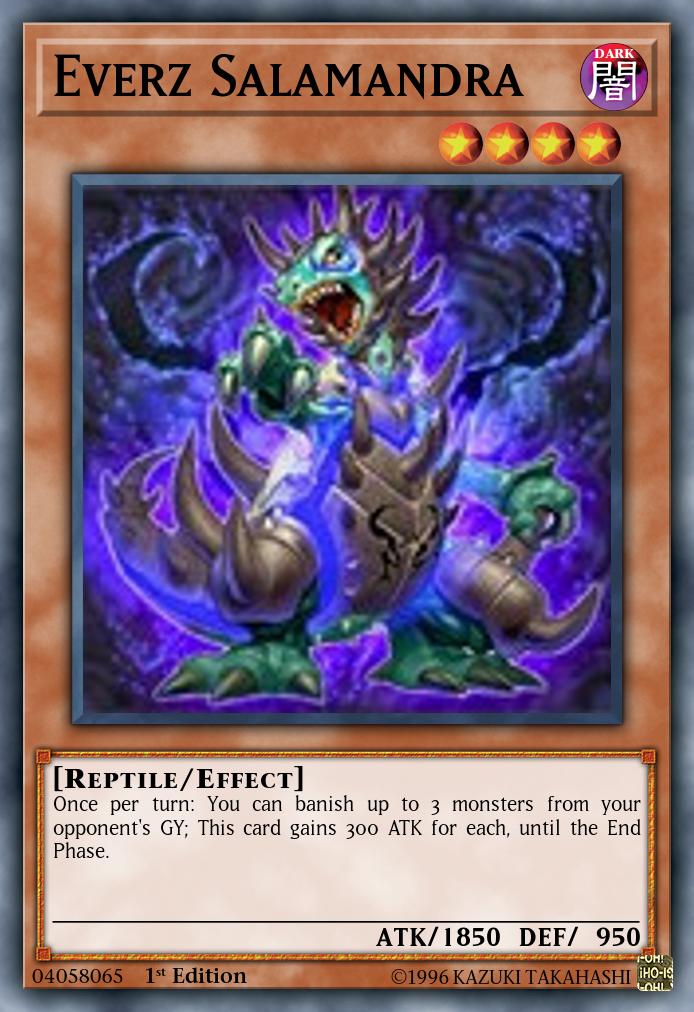 Everz Salamandra
DARK
闇
[Reptile/Effect]
Once per turn: You can banish up to 3 monsters from your
opponent's GY; This card gains 300 ATK for each, until the End
Phase.
ATK/1850 DEF/ 950
04058065 1st Edition ©1996 KAZUKI TAKAHASHI